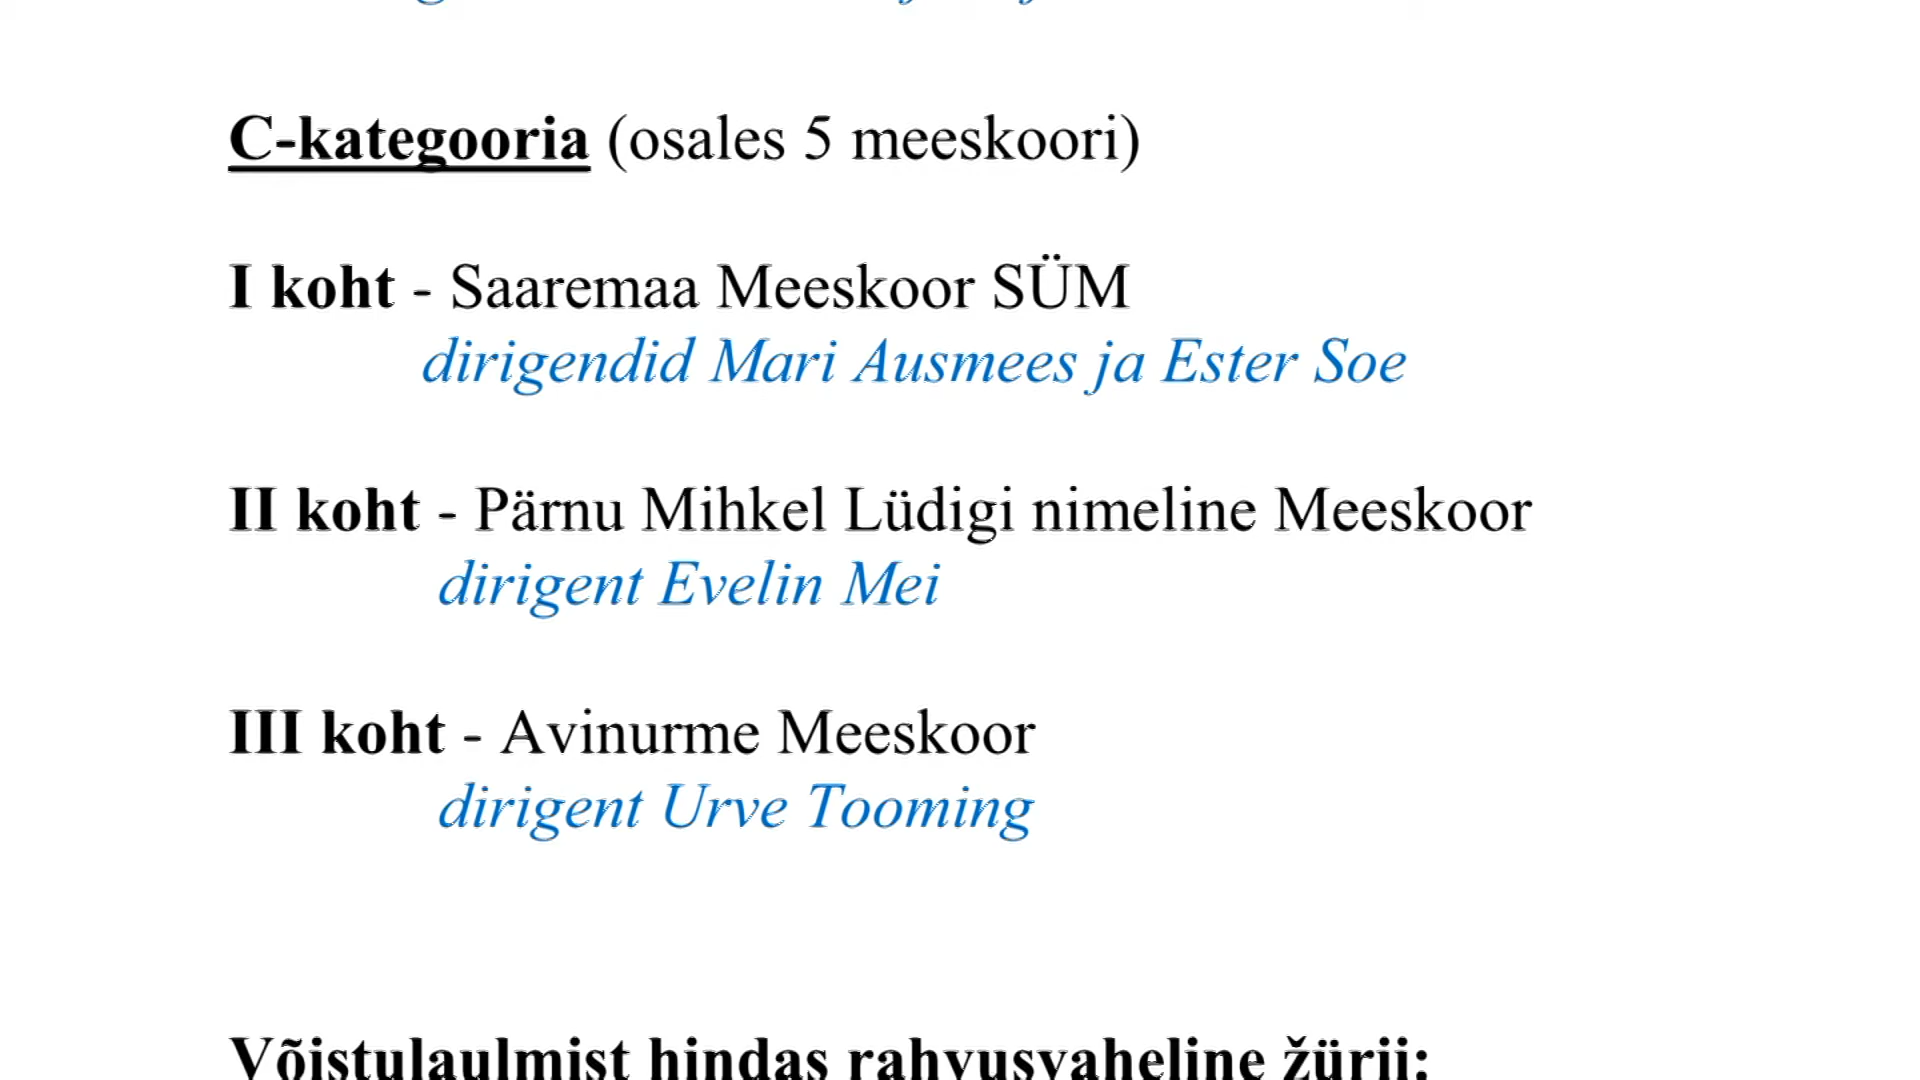 C-kategooria (osales 5 meeskoori)
I koht - Saaremaa Meeskoor SÜM
dirigendid Mari Ausmees ja Ester Soe
II koht - Pärnu Mihkel Lüdigi nimeline Meeskoor
dirigent Evelin Mei
III koht - Avinurme Meeskoor
dirigent Urve Tooming
Võistulaulmist hindas rahvusvaheline žürii: